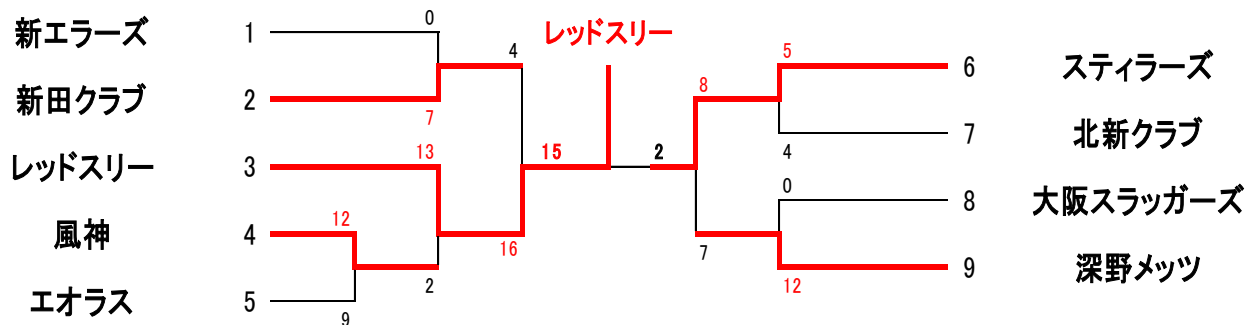 新エラーズ 1 0
新田クラブ 2 7 4
レッドスリー 3 13
風神 4 12 16
エオラス 5 9 2
レッドスリー
15 2
5 6 スティラーズ
8 4 7 北新クラブ
0 8 大阪スラッガーズ
7 12 9 深野メッツ